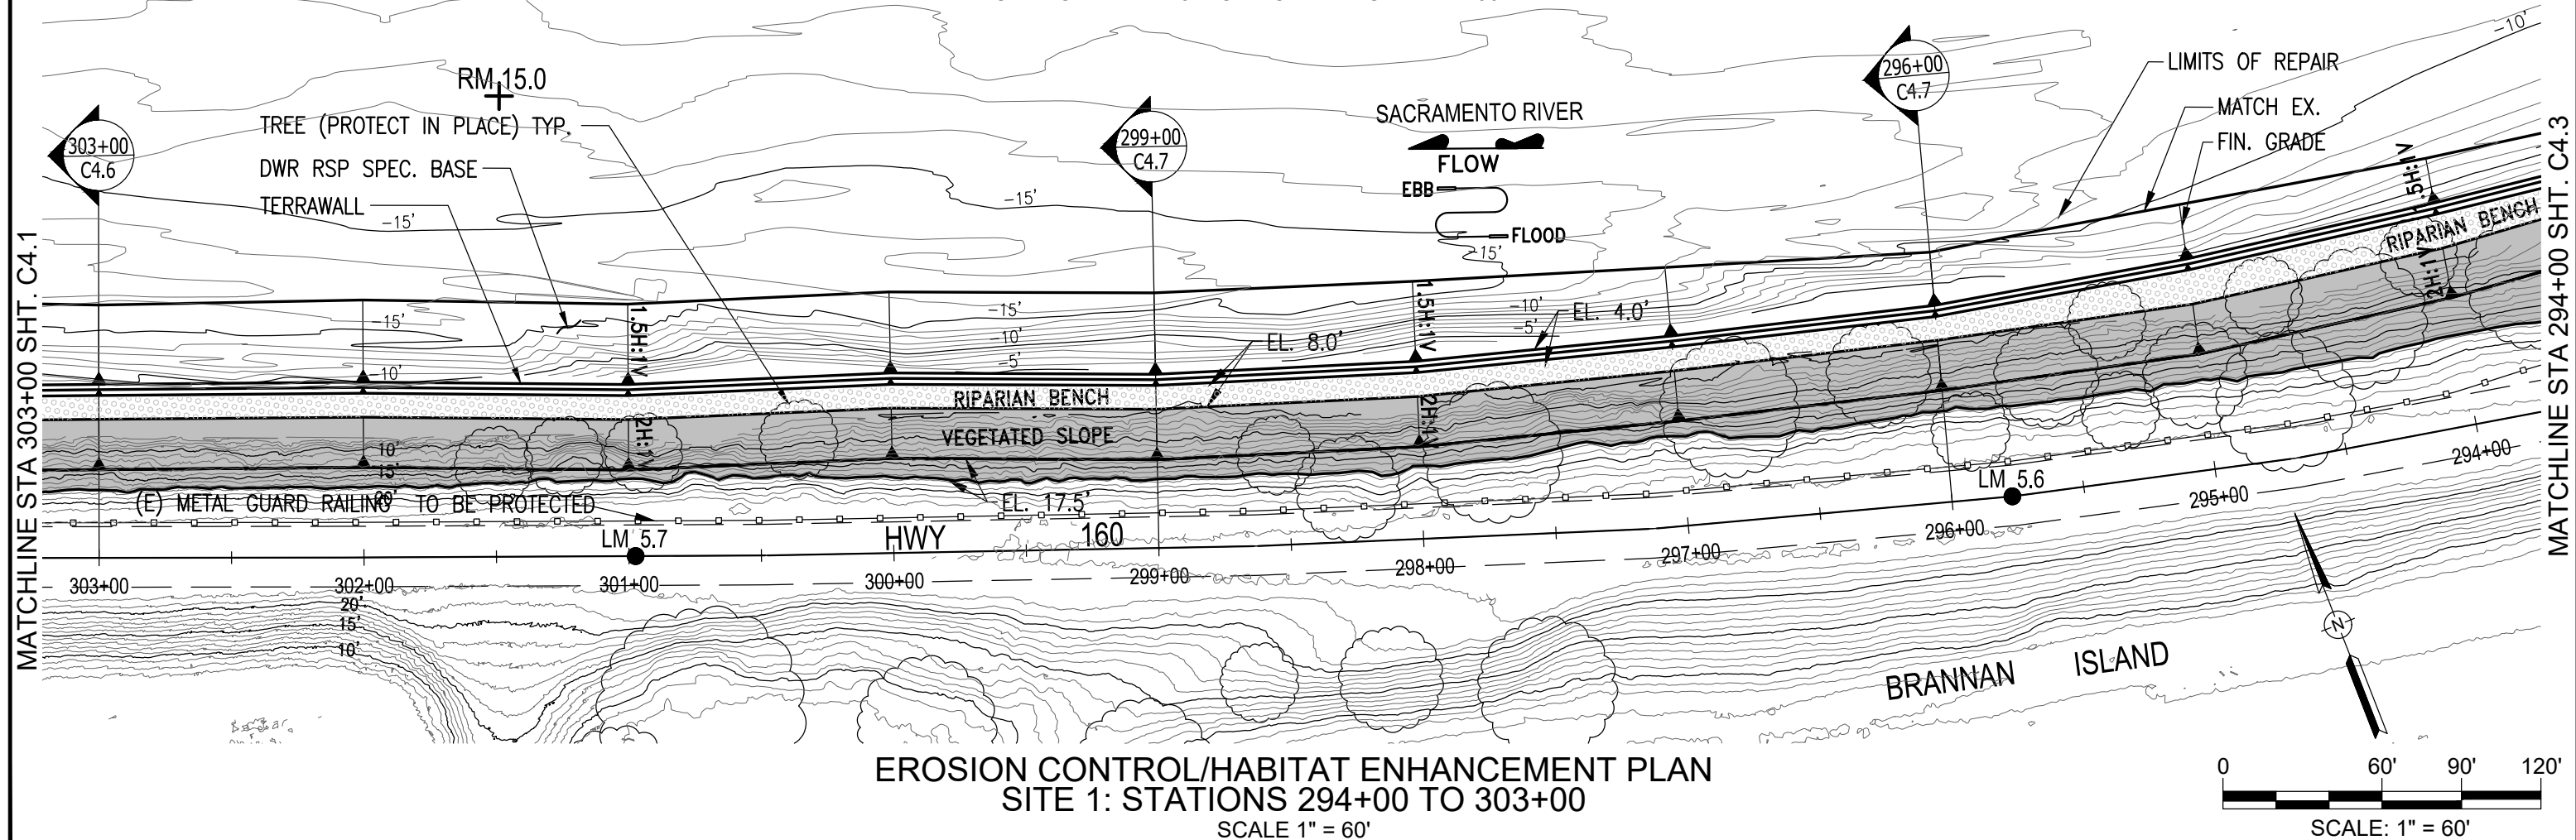 RM 15.0
TREE (PROTECT IN PLACE) TYP.
DWR RSP SPEC. BASE
TERRAWALL
303+00
C4.6
299+00
C4.7
296+00
C4.7
SACRAMENTO RIVER
FLOW
EBB
FLOOD
LIMITS OF REPAIR
MATCH EX.
FIN. GRADE
-10'
-15'
-15'
-15'
-15'
-10'
-15'
-10'
-5'
-10'
-5'
EL. 8.0'
EL. 4.0'
1.5H:1V
1.5H:1V
1.5H:1V
2H:1V
2H:1V
2H:1V
RIPARIAN BENCH
RIPARIAN BENCH
VEGETATED SLOPE
10'
15'
20'
EL. 17.5'
(E) METAL GUARD RAILING TO BE PROTECTED
LM 5.7
HWY 160
LM 5.6
303+00
302+00
301+00
300+00
299+00
298+00
297+00
296+00
295+00
294+00
20'
15'
10'
BRANNAN ISLAND
N
MATCHLINE STA 303+00 SHT. C4.1
MATCHLINE STA 294+00 SHT. C4.3
EROSION CONTROL/HABITAT ENHANCEMENT PLAN
SITE 1: STATIONS 294+00 TO 303+00
SCALE 1" = 60'
0 60' 90' 120'
SCALE: 1" = 60'